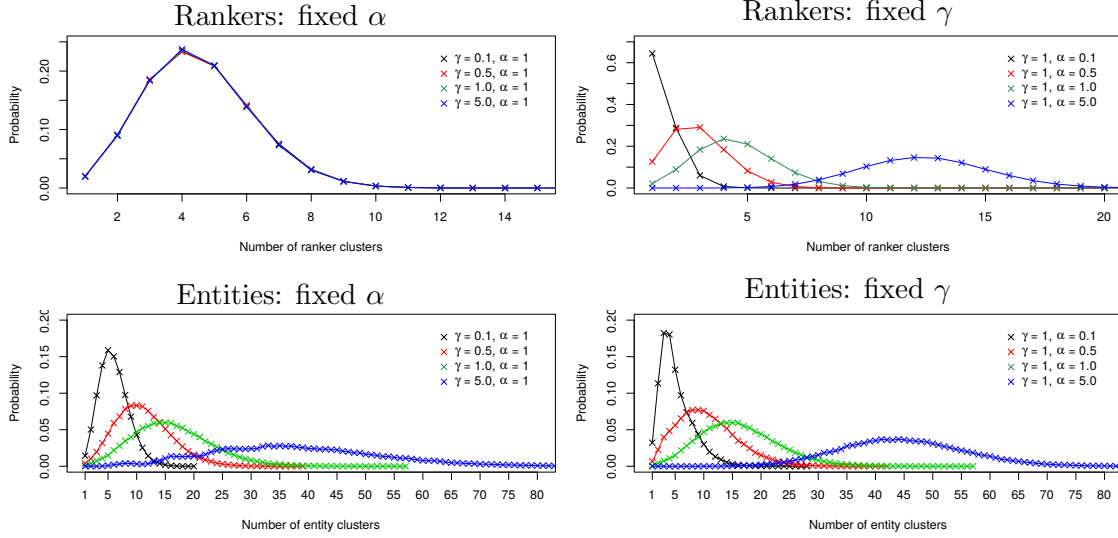 Rankers: fixed α
γ = 0.1, α = 1
γ = 0.5, α = 1
γ = 1.0, α = 1
γ = 5.0, α = 1
Probability
0.00 0.10 0.20
2 4 6 8 10 12 14
Number of ranker clusters
Rankers: fixed γ
γ = 1, α = 0.1
γ = 1, α = 0.5
γ = 1, α = 1.0
γ = 1, α = 5.0
Probability
0.0 0.2 0.4 0.6
5 10 15 20
Number of ranker clusters
Entities: fixed α
γ = 0.1, α = 1
γ = 0.5, α = 1
γ = 1.0, α = 1
γ = 5.0, α = 1
Probability
0.00 0.05 0.10 0.15 0.20
1 5 10 15 20 25 30 35 40 45 50 55 60 65 70 75 80
Number of entity clusters
Entities: fixed γ
γ = 1, α = 0.1
γ = 1, α = 0.5
γ = 1, α = 1.0
γ = 1, α = 5.0
Probability
0.00 0.05 0.10 0.15 0.20
1 5 10 15 20 25 30 35 40 45 50 55 60 65 70 75 80
Number of entity clusters